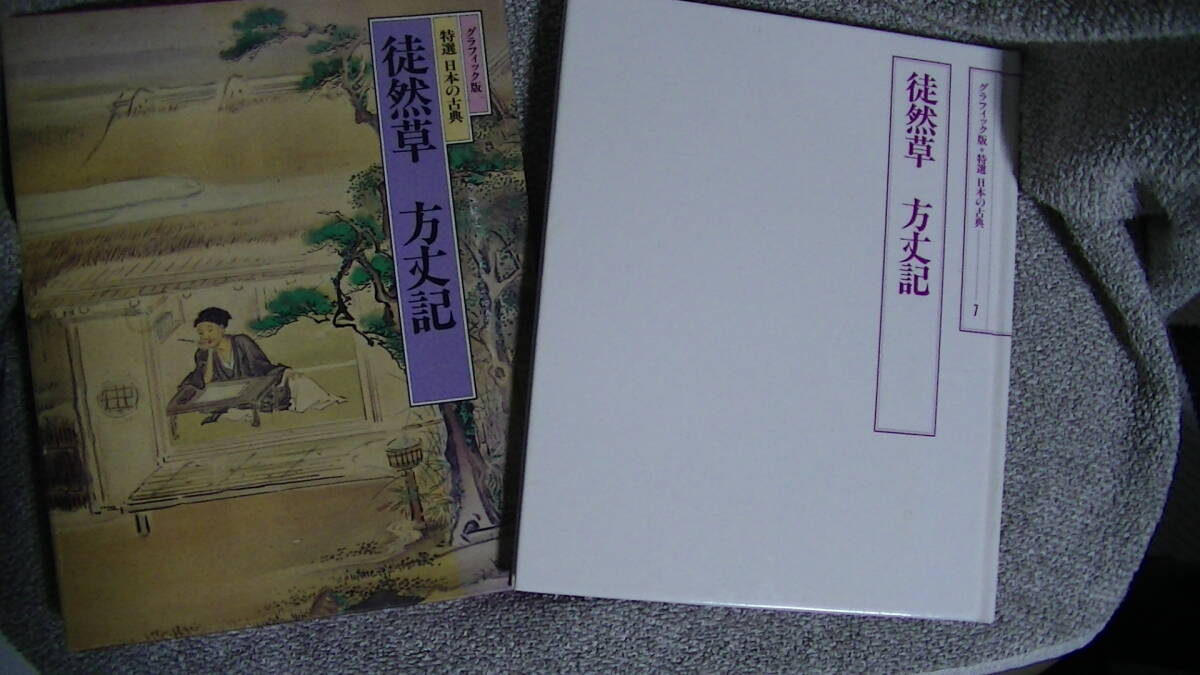 グラフィック版
特選 日本の古典
徒然草 方丈記
グラフィック版・特選 日本の古典 7
徒然草 方丈記